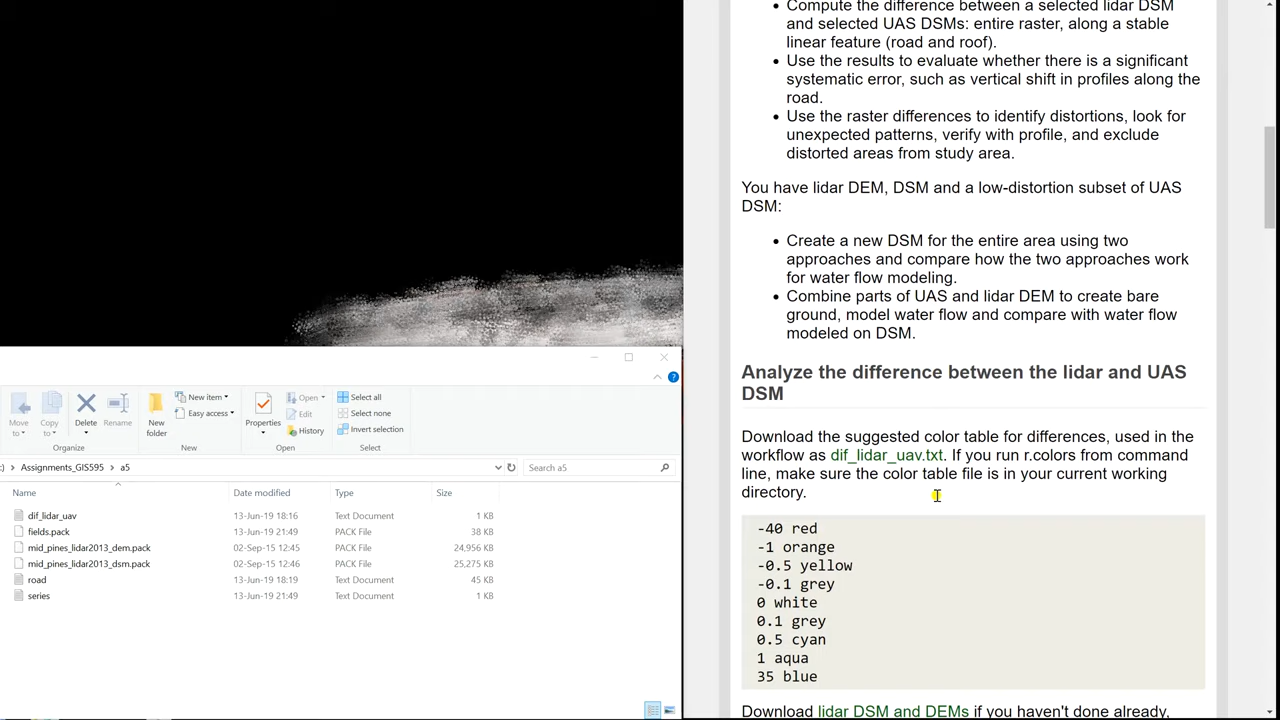 Compute the difference between a selected lidar DSM
and selected UAS DSMs: entire raster, along a stable
linear feature (road and roof).
Use the results to evaluate whether there is a significant
systematic error, such as vertical shift in profiles along the
road.
Use the raster differences to identify distortions, look for
unexpected patterns, verify with profile, and exclude
distorted areas from study area.
You have lidar DEM, DSM and a low-distortion subset of UAS
DSM:
Create a new DSM for the entire area using two
approaches and compare how the two approaches work
for water flow modeling.
Combine parts of UAS and lidar DEM to create bare
ground, model water flow and compare with water flow
modeled on DSM.
Analyze the difference between the lidar and UAS
DSM
Download the suggested color table for differences, used in the
workflow as dif_lidar_uav.txt. If you run r.colors from command
line, make sure the color table file is in your current working
directory.
-40 red
-1 orange
-0.5 yellow
-0.1 grey
0 white
0.1 grey
0.5 cyan
1 aqua
35 blue
Download lidar DSM and DEMs if you haven't done already,
Move to
Copy to
Delete
Rename
Organize
New folder
New item
Easy access
New
Properties
Open
Edit
History
Open
Select all
Select none
Invert selection
Select
Assignments_GIS595 > a5
Search a5
Name Date modified Type Size
dif_lidar_uav 13-Jun-19 18:16 Text Document 1 KB
fields.pack 13-Jun-19 21:49 PACK File 38 KB
mid_pines_lidar2013_dem.pack 02-Sep-15 12:45 PACK File 24,956 KB
mid_pines_lidar2013_dsm.pack 02-Sep-15 12:46 PACK File 25,275 KB
road 13-Jun-19 18:19 Text Document 45 KB
series 13-Jun-19 21:49 Text Document 1 KB